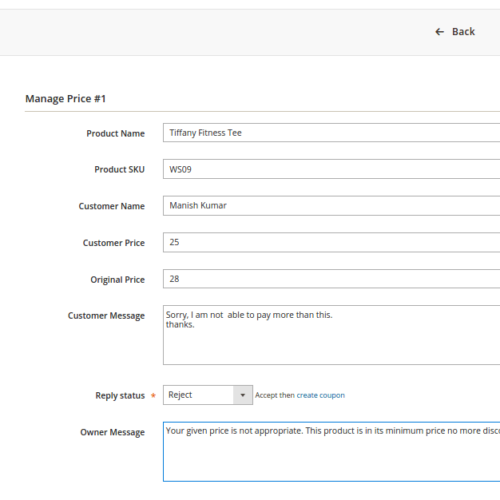 Back
Manage Price #1
Product Name Tiffany Fitness Tee
Product SKU WS09
Customer Name Manish Kumar
Customer Price 25
Original Price 28
Customer Message Sorry, I am not able to pay more than this.
thanks.
Reply status * Reject Accept then create coupon
Owner Message Your given price is not appropriate. This product is in its minimum price no more